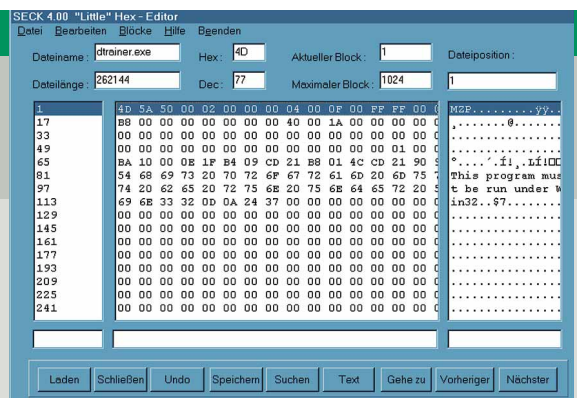 SECK 4.00 "Little" Hex - Editor
Datei Bearbeiten Blöcke Hilfe Beenden
Dateiname: dtrainer.exe Hex: 4D Aktueller Block: 1 Dateiposition:
Dateilänge: 262144 Dec: 77 Maximaler Block: 1024 1
1 4D 5A 50 00 02 00 00 00 04 00 0F 00 FF FF 00 MZP.........ÿÿ..
17 B8 00 00 00 00 00 00 00 40 00 1A 00 00 00 00 ¸.......@.......
33 00 00 00 00 00 00 00 00 00 00 00 00 00 00 00 ................
49 00 00 00 00 00 00 00 00 00 00 00 00 00 01 00 ................
65 BA 10 00 0E 1F B4 09 CD 21 B8 01 4C CD 21 90 º....´.Í!¸.LÍ!
81 54 68 69 73 20 70 72 6F 67 72 61 6D 20 6D 75 This program mus
97 74 20 62 65 20 72 75 6E 20 75 6E 64 65 72 20 t be run under W
113 69 6E 33 32 0D 0A 24 37 00 00 00 00 00 00 00 in32..$7........
129 00 00 00 00 00 00 00 00 00 00 00 00 00 00 00 ................
145 00 00 00 00 00 00 00 00 00 00 00 00 00 00 00 ................
161 00 00 00 00 00 00 00 00 00 00 00 00 00 00 00 ................
177 00 00 00 00 00 00 00 00 00 00 00 00 00 00 00 ................
193 00 00 00 00 00 00 00 00 00 00 00 00 00 00 00 ................
209 00 00 00 00 00 00 00 00 00 00 00 00 00 00 00 ................
225 00 00 00 00 00 00 00 00 00 00 00 00 00 00 00 ................
241 00 00 00 00 00 00 00 00 00 00 00 00 00 00 00 ................
Laden Schließen Undo Speichern Suchen Text Gehe zu Vorheriger Nächster